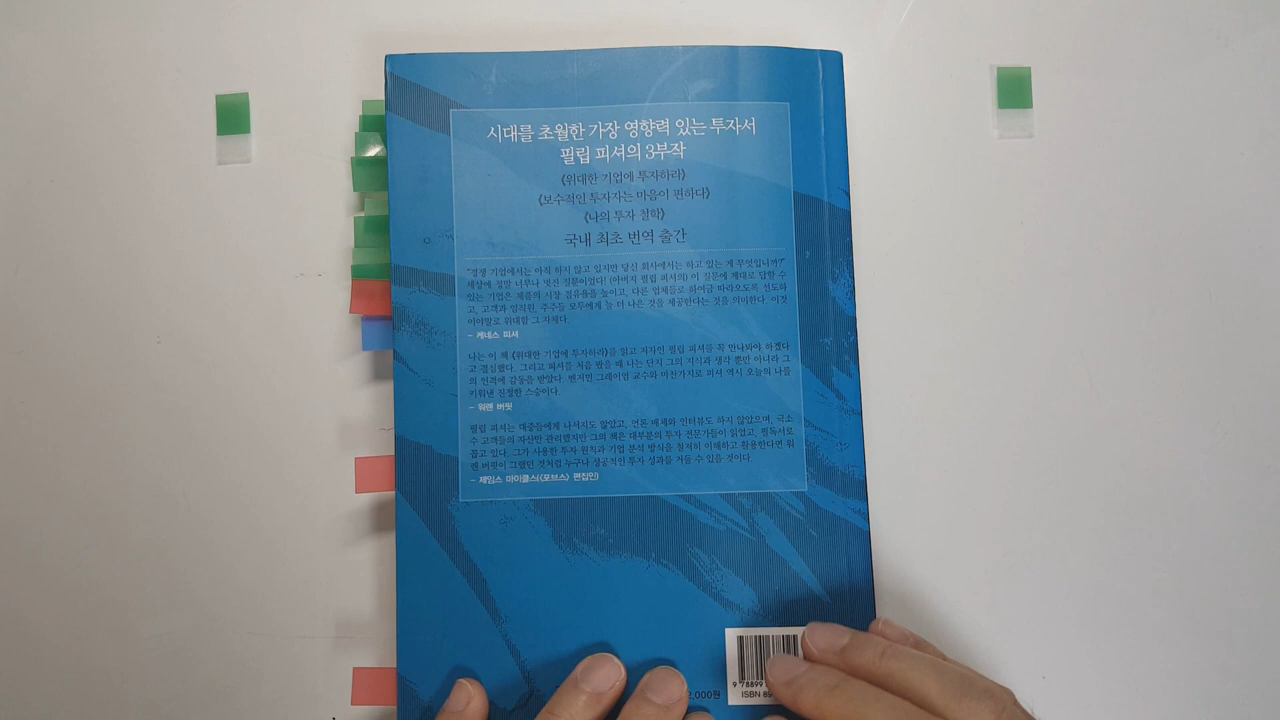 시대를 초월한 가장 영향력 있는 투자서
필립 피셔의 3부작
《위대한 기업에 투자하라》
《보수적인 투자자는 마음이 편하다》
《나의 투자 철학》
국내 최초 번역 출간
"경쟁 기업에서는 아직 하지 않고 있지만 당신 회사에서는 하고 있는 게 무엇입니까?"
세상에 정말 너무나 멋진 질문이었다! (아버지 필립 피셔의) 이 질문에 제대로 답할 수
있는 기업은 제품의 시장 점유율을 높이고, 다른 업체들로 하여금 따라오도록 선도하
고, 고객과 임직원, 주주들 모두에게 늘 더 나은 것을 제공한다는 것을 의미한다. 이것
이야말로 위대함 그 자체다.
- 케네스 피셔
나는 이 책 《위대한 기업에 투자하라》를 읽고 저자인 필립 피셔를 꼭 만나봐야 하겠다
고 결심했다. 그리고 피셔를 처음 봤을 때 나는 단지 그의 지식과 생각 뿐만 아니라 그
의 인격에 감동을 받았다. 벤저민 그레이엄 교수와 마찬가지로 피셔 역시 오늘의 나를
키워낸 진정한 스승이다.
- 워렌 버핏
필립 피셔는 대중들에게 나서지도 않았고, 언론 매체와 인터뷰도 하지 않았으며, 극소
수 고객들의 자산만 관리했지만 그의 책은 대부분의 투자 전문가들이 읽었고, 필독서로
꼽고 있다. 그가 사용한 투자 원칙과 기업 분석 방식을 철저히 이해하고 활용한다면 워
렌 버핏이 그랬던 것처럼 누구나 성공적인 투자 성과를 거둘 수 있을 것이다.
- 제임스 마이클스(〈포브스〉 편집인)
9 78899
ISBN 89
2,000원